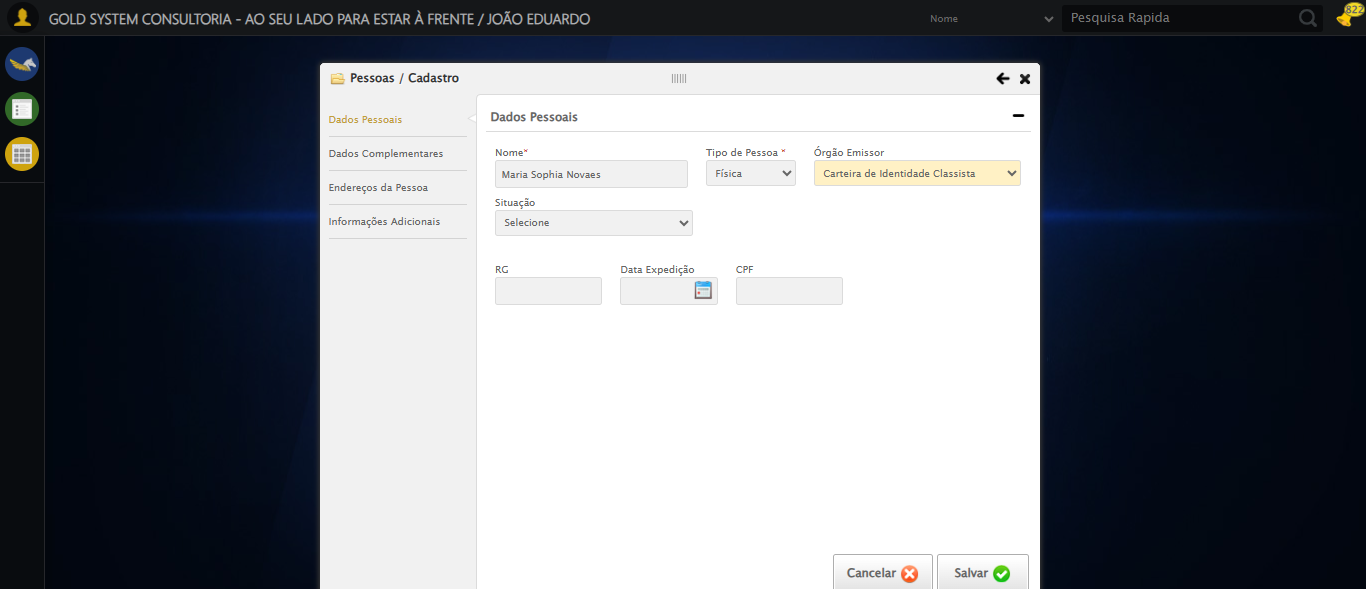 GOLD SYSTEM CONSULTORIA - AO SEU LADO PARA ESTAR À FRENTE / JOÃO EDUARDO
Nome
Pesquisa Rapida
822
Pessoas / Cadastro
Dados Pessoais
Dados Complementares
Endereços da Pessoa
Informações Adicionais
Dados Pessoais
Nome*
Tipo de Pessoa *
Órgão Emissor
Maria Sophia Novaes
Física
Carteira de Identidade Classista
Situação
Selecione
RG
Data Expedição
CPF
Cancelar
Salvar